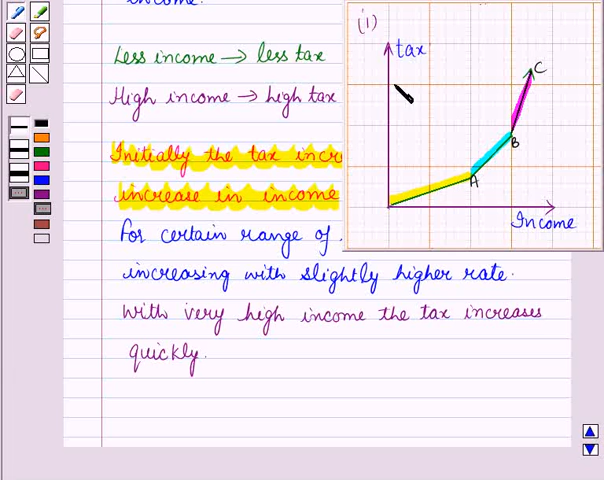 income.
Less income → less tax
High income → high tax
Initially the tax incre
increase in income
For certain range of
increasing with slightly higher rate.
With very high income the tax increases
quickly.
(1)
tax
C
B
A
Income